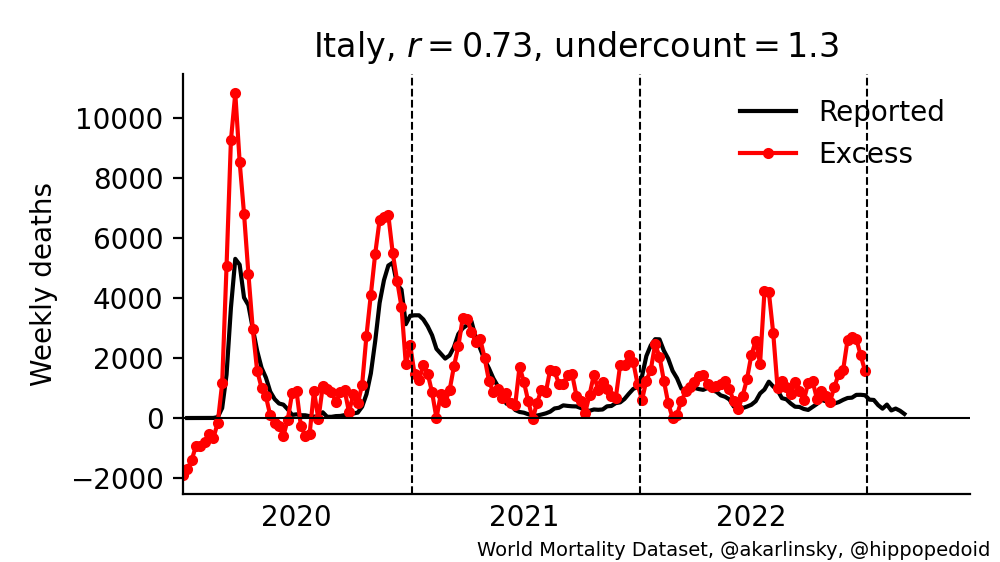 Italy, r = 0.73, undercount = 1.3
Reported
Excess
Weekly deaths
10000
8000
6000
4000
2000
0
−2000
2020 2021 2022
World Mortality Dataset, @akarlinsky, @hippopedoid